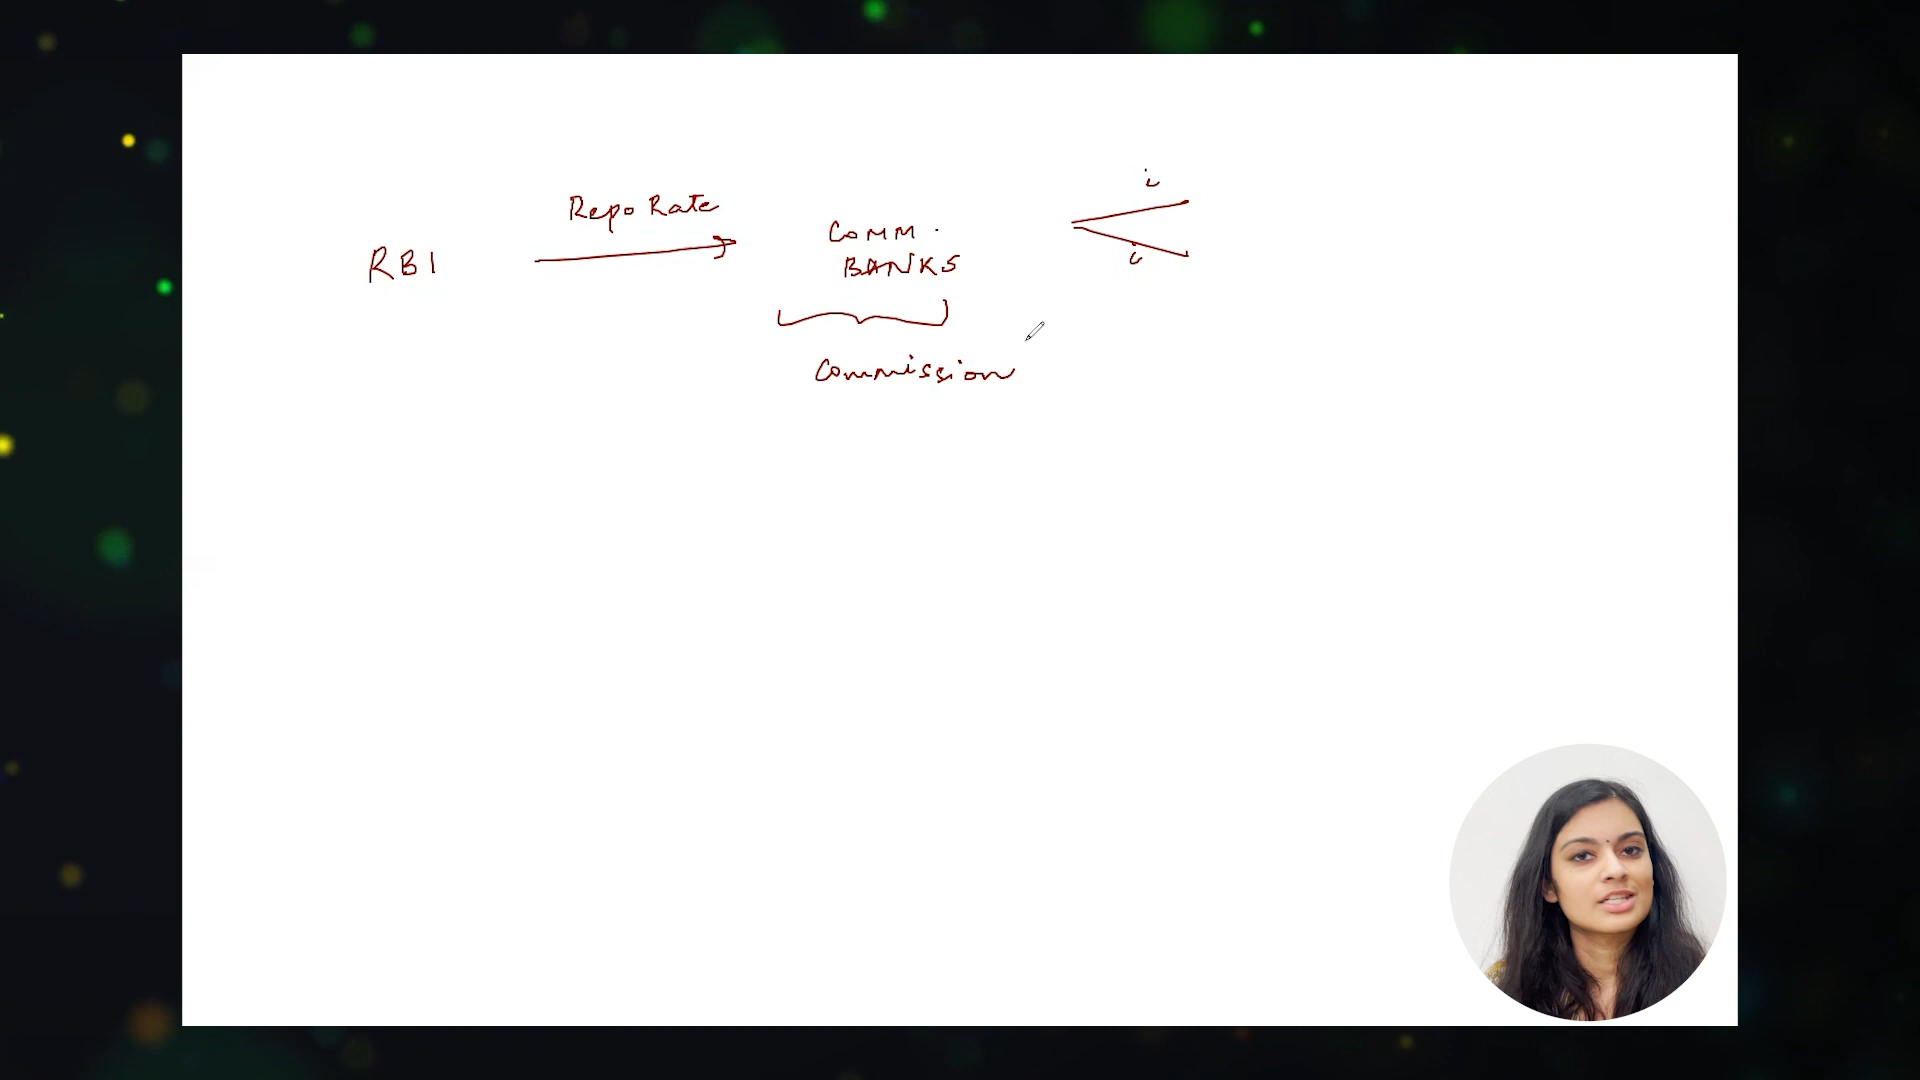 RBI
Repo Rate
COMM.
BANKS
i
i
Commission